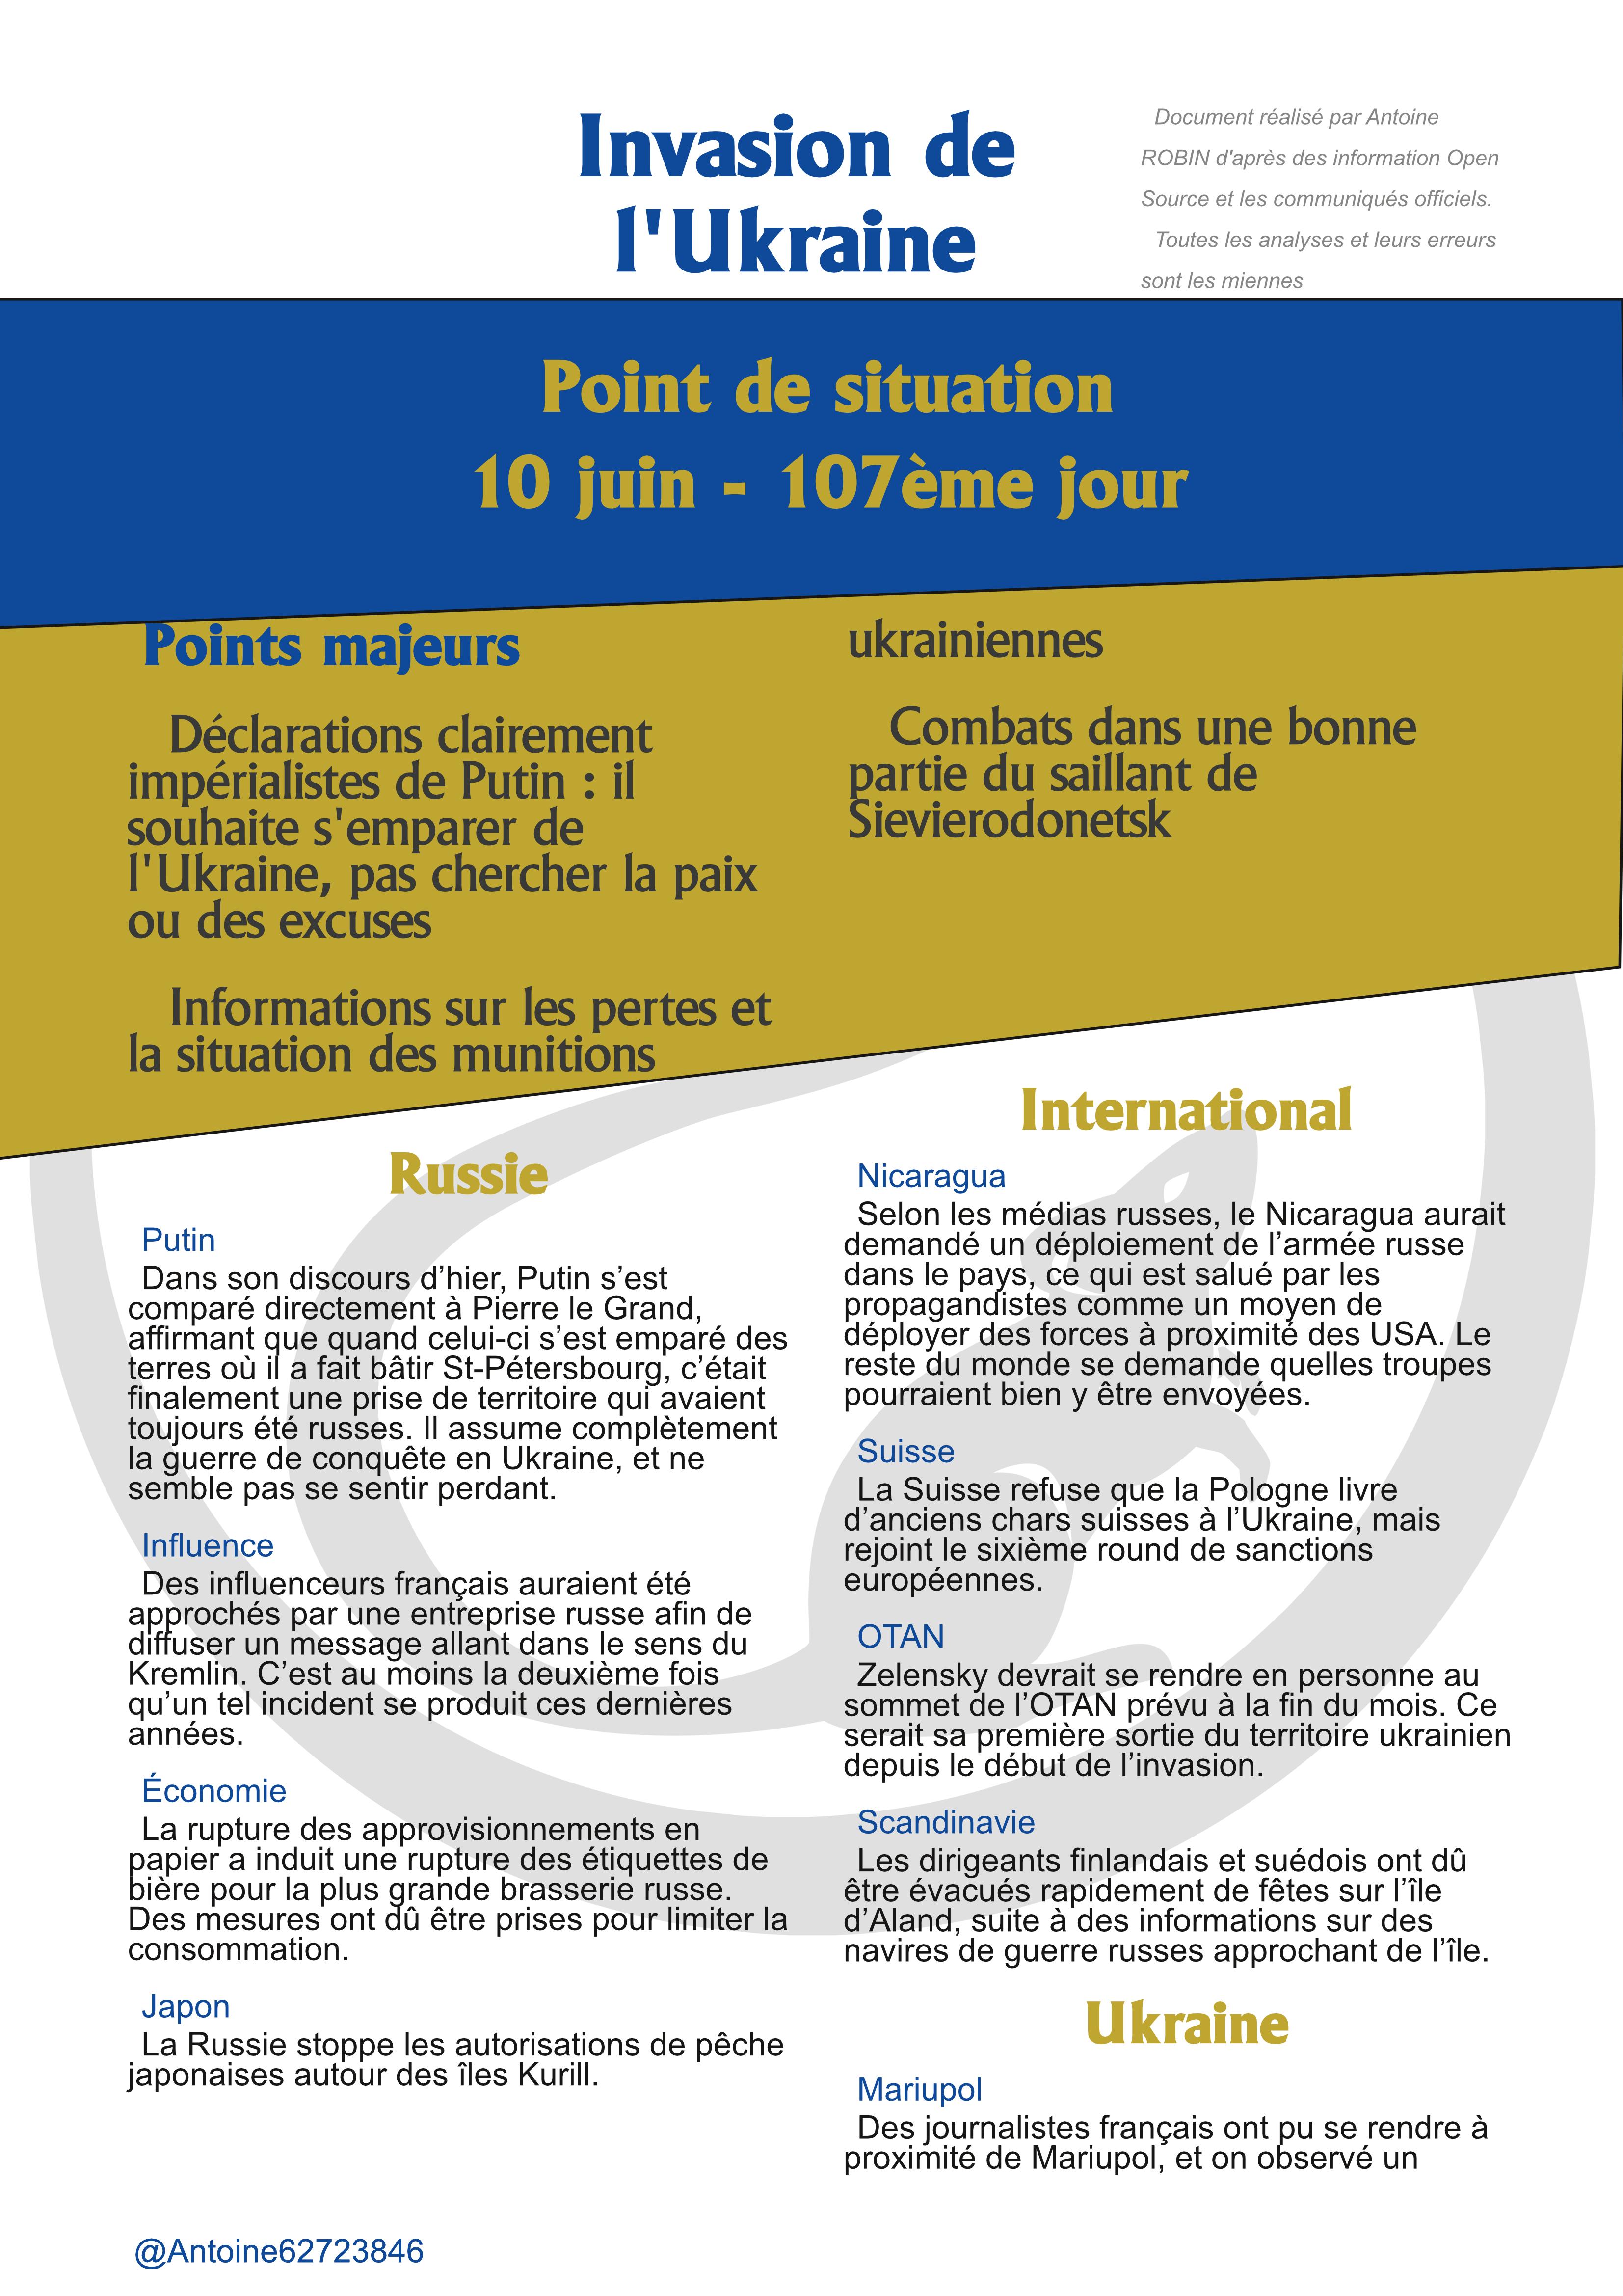 Invasion de
l'Ukraine
Document réalisé par Antoine
ROBIN d'après des information Open
Source et les communiqués officiels.
Toutes les analyses et leurs erreurs
sont les miennes
Point de situation
10 juin - 107ème jour
Points majeurs
Déclarations clairement
impérialistes de Putin : il
souhaite s'emparer de
l'Ukraine, pas chercher la paix
ou des excuses
Informations sur les pertes et
la situation des munitions
ukrainiennes
Combats dans une bonne
partie du saillant de
Sievierodonetsk
Russie
Putin
Dans son discours d’hier, Putin s’est
comparé directement à Pierre le Grand,
affirmant que quand celui-ci s’est emparé des
terres où il a fait bâtir St-Pétersbourg, c’était
finalement une prise de territoire qui avaient
toujours été russes. Il assume complètement
la guerre de conquête en Ukraine, et ne
semble pas se sentir perdant.
Influence
Des influenceurs français auraient été
approchés par une entreprise russe afin de
diffuser un message allant dans le sens du
Kremlin. C’est au moins la deuxième fois
qu’un tel incident se produit ces dernières
années.
Économie
La rupture des approvisionnements en
papier a induit une rupture des étiquettes de
bière pour la plus grande brasserie russe.
Des mesures ont dû être prises pour limiter la
consommation.
Japon
La Russie stoppe les autorisations de pêche
japonaises autour des îles Kurill.
International
Nicaragua
Selon les médias russes, le Nicaragua aurait
demandé un déploiement de l’armée russe
dans le pays, ce qui est salué par les
propagandistes comme un moyen de
déployer des forces à proximité des USA. Le
reste du monde se demande quelles troupes
pourraient bien y être envoyées.
Suisse
La Suisse refuse que la Pologne livre
d’anciens chars suisses à l’Ukraine, mais
rejoint le sixième round de sanctions
européennes.
OTAN
Zelensky devrait se rendre en personne au
sommet de l’OTAN prévu à la fin du mois. Ce
serait sa première sortie du territoire ukrainien
depuis le début de l’invasion.
Scandinavie
Les dirigeants finlandais et suédois ont dû
être évacués rapidement de fêtes sur l’île
d’Aland, suite à des informations sur des
navires de guerre russes approchant de l’île.
Ukraine
Mariupol
Des journalistes français ont pu se rendre à
proximité de Mariupol, et on observé un
@Antoine62723846